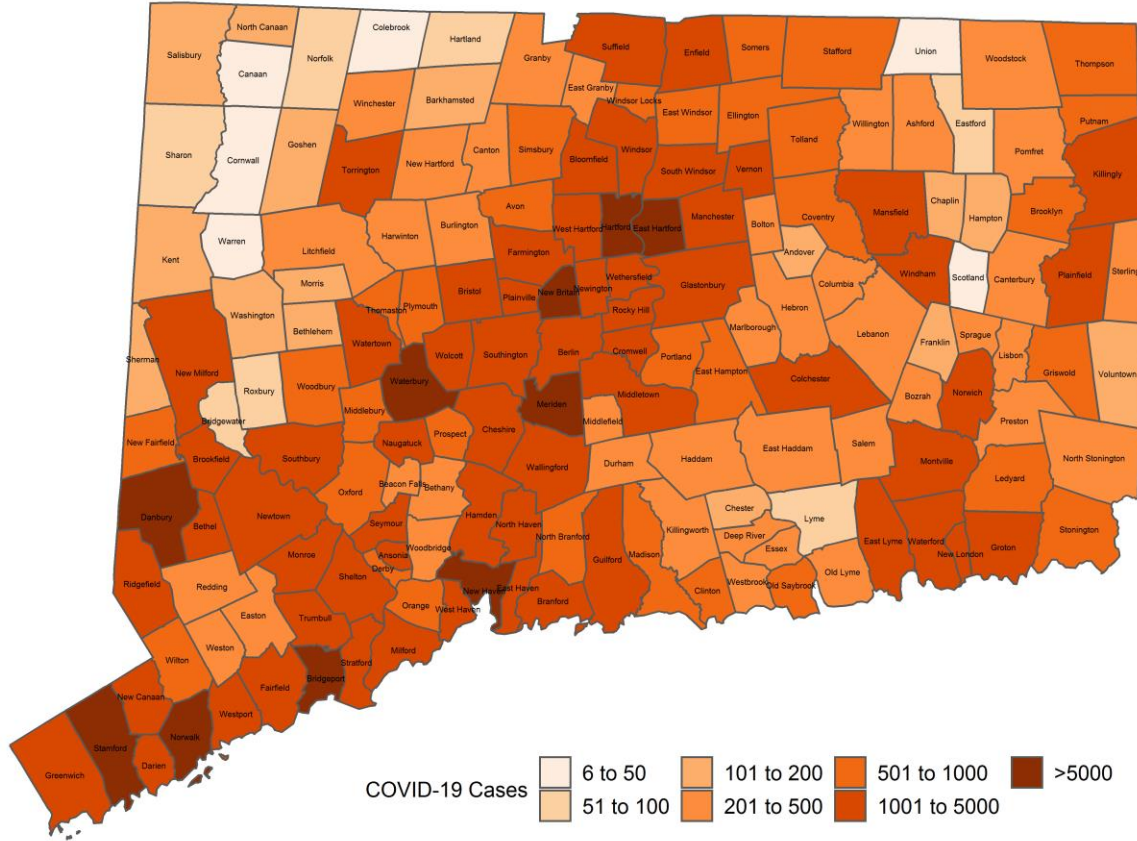 Colebrook
North Canaan
Hartland
Salisbury
Norfolk
Canaan
Suffield
Enfield
Somers
Stafford
Union
Woodstock
Thompson
Granby
East Granby
Windsor Locks
Winchester
Barkhamsted
East Windsor
Ellington
Willington
Ashford
Eastford
Putnam
Sharon
Cornwall
Goshen
Torrington
New Hartford
Canton
Simsbury
Bloomfield
Windsor
South Windsor
Vernon
Tolland
Pomfret
Killingly
Mansfield
Chaplin
Hampton
Brooklyn
Avon
West Hartford
Hartford
East Hartford
Manchester
Bolton
Coventry
Andover
Kent
Warren
Litchfield
Harwinton
Burlington
Farmington
Windham
Scotland
Canterbury
Plainfield
Sterling
Morris
Bristol
Plainville
New Britain
Newington
Wethersfield
Glastonbury
Columbia
Hebron
Washington
Bethlehem
Thomaston
Plymouth
Rocky Hill
Marlborough
Lebanon
Franklin
Sprague
Lisbon
Griswold
Voluntown
Sherman
New Milford
Watertown
Wolcott
Southington
Berlin
Cromwell
Portland
East Hampton
Colchester
Bozrah
Norwich
Preston
Roxbury
Woodbury
Waterbury
Meriden
Middletown
Bridgewater
Middlebury
Middlefield
New Fairfield
Naugatuck
Prospect
Cheshire
Brookfield
Southbury
Wallingford
Durham
Haddam
East Haddam
Salem
Montville
North Stonington
Ledyard
Oxford
Beacon Falls
Bethany
Danbury
Bethel
Newtown
Seymour
Hamden
North Haven
North Branford
Guilford
Madison
Killingworth
Chester
Lyme
Deep River
Essex
East Lyme
Waterford
New London
Groton
Stonington
Monroe
Ansonia
Woodbridge
Derby
Shelton
Ridgefield
Redding
New Haven
East Haven
Branford
Clinton
Westbrook
Old Saybrook
Old Lyme
Easton
Trumbull
Orange
West Haven
Weston
Wilton
Stratford
Milford
Fairfield
Bridgeport
New Canaan
Westport
Stamford
Norwalk
Greenwich
Darien
COVID-19 Cases
6 to 50
101 to 200
501 to 1000
>5000
51 to 100
201 to 500
1001 to 5000